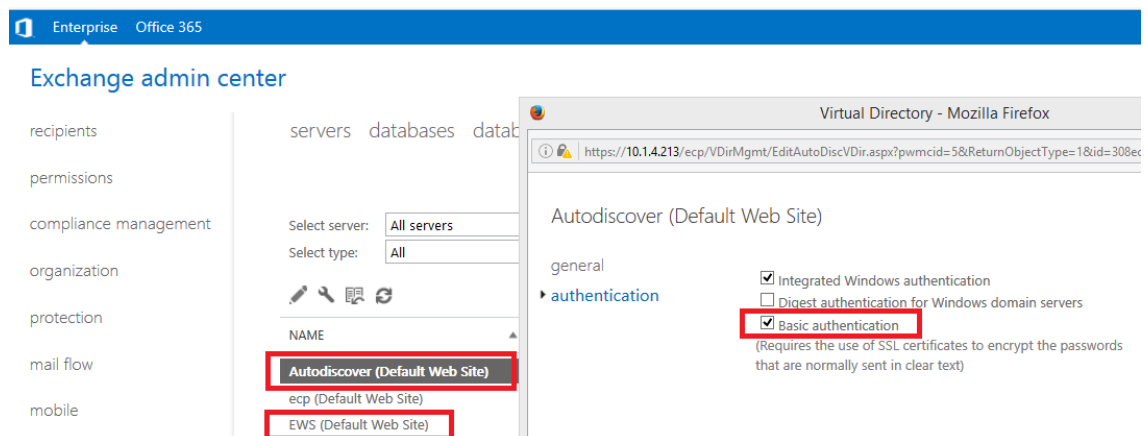 Enterprise Office 365
Exchange admin center
recipients
permissions
compliance management
organization
protection
mail flow
mobile
servers databases datab
Select server: All servers
Select type: All
NAME
Autodiscover (Default Web Site)
ecp (Default Web Site)
EWS (Default Web Site)
Virtual Directory - Mozilla Firefox
https://10.1.4.213/ecp/VDirMgmt/EditAutoDiscVDir.aspx?pwmcid=5&ReturnObjectType=1&id=308ec
Autodiscover (Default Web Site)
general
authentication
Integrated Windows authentication
Digest authentication for Windows domain servers
Basic authentication
(Requires the use of SSL certificates to encrypt the passwords
that are normally sent in clear text)